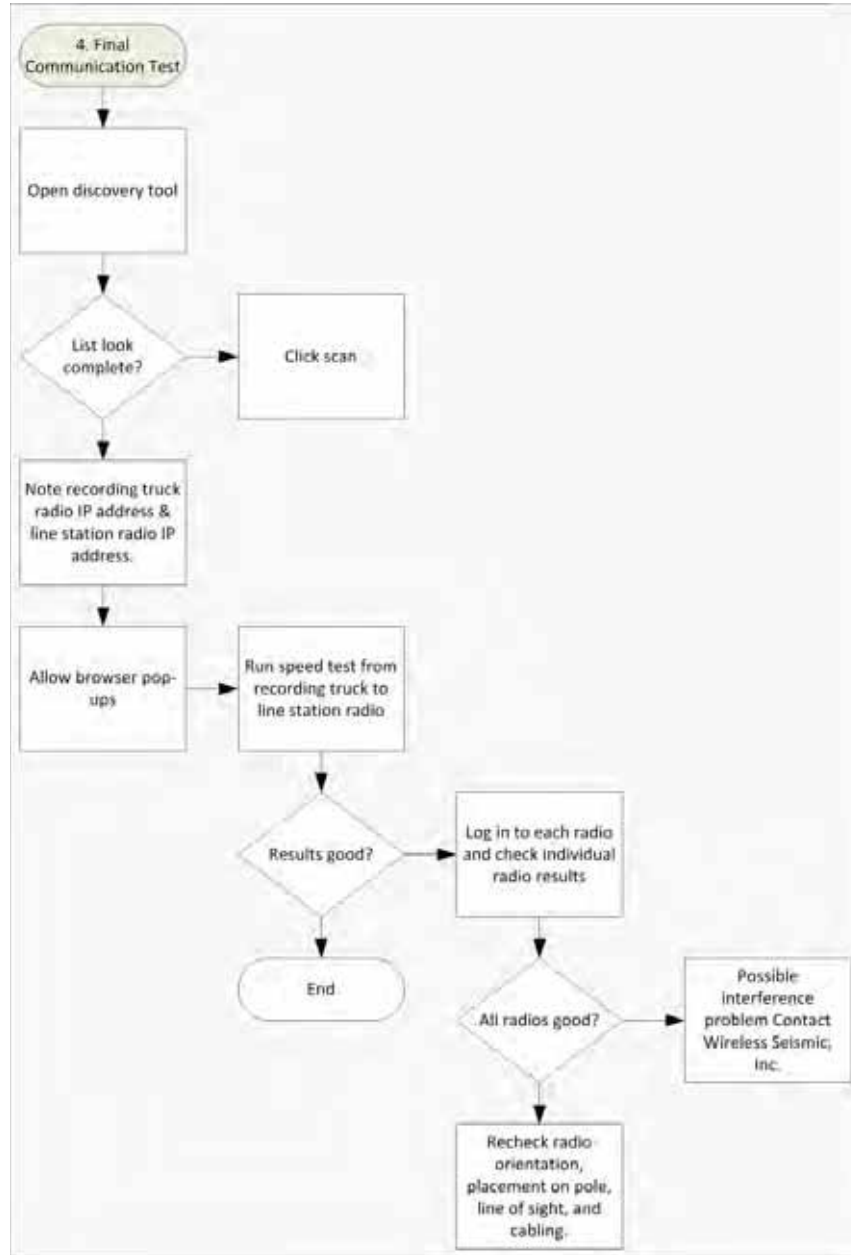 4. Final
Communication Test
Open discovery tool
List look
complete?
Click scan
Note recording truck
radio IP address &
line station radio IP
address.
Allow browser pop-
ups
Run speed test from
recording truck to
line station radio
Results good?
Log in to each radio
and check individual
radio results
End
All radios good?
Possible
interference
problem Contact
Wireless Seismic,
Inc.
Recheck radio
orientation,
placement on pole,
line of sight, and
cabling.